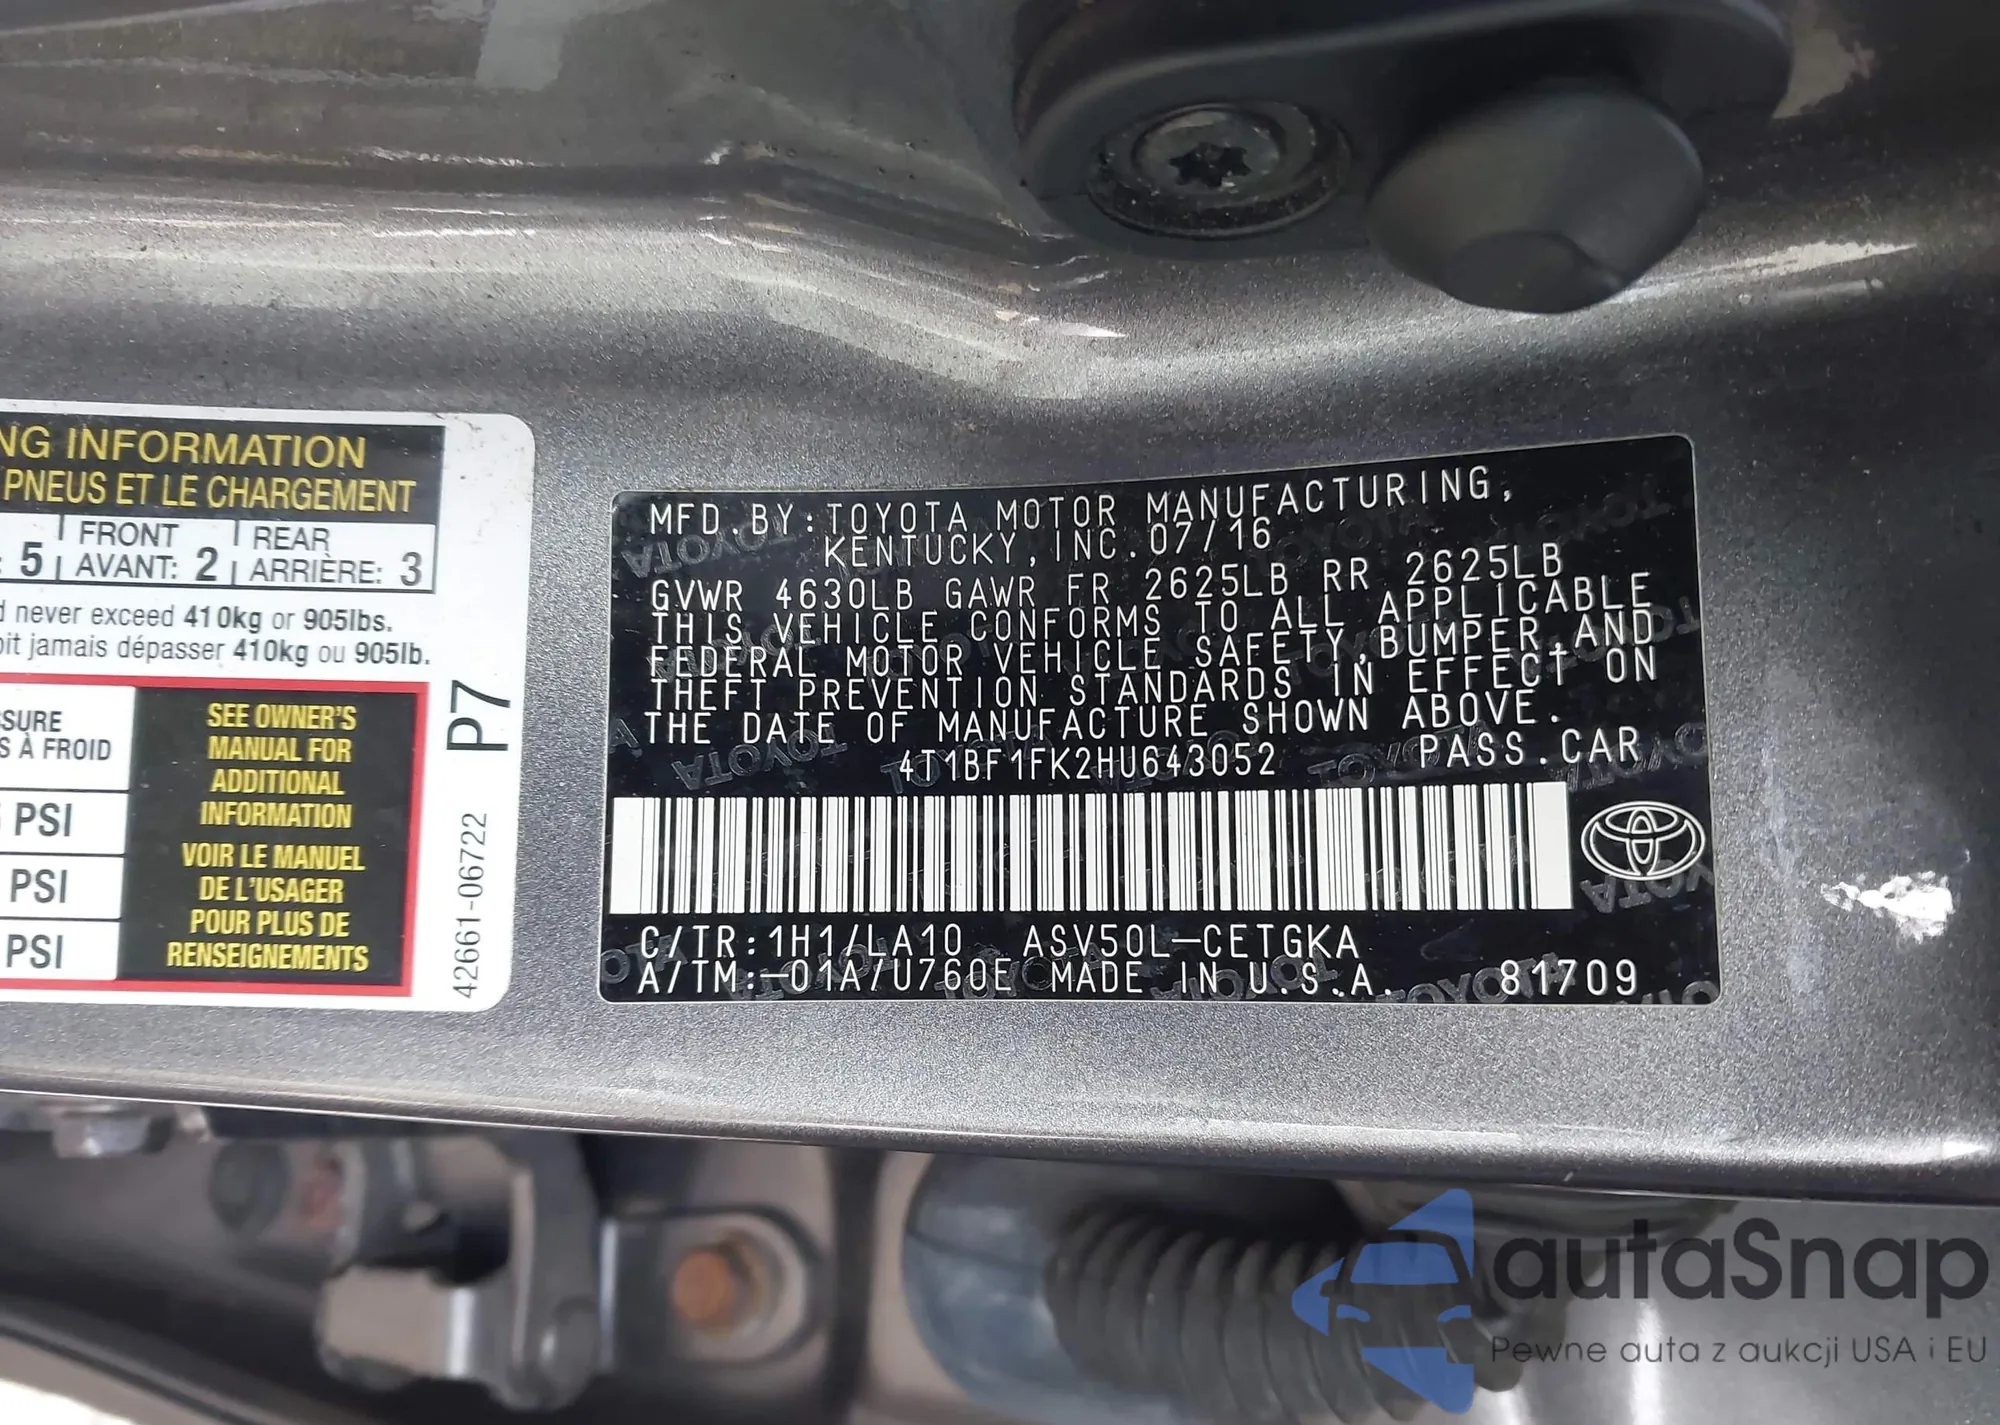 NG INFORMATION
PNEUS ET LE CHARGEMENT
5 | FRONT AVANT: 2 | REAR ARRIÈRE: 3
never exceed 410kg or 905lbs.
jamais dépasser 410kg ou 905lb.
SURE
S À FROID
PSI
PSI
PSI
SEE OWNER'S
MANUAL FOR
ADDITIONAL
INFORMATION
VOIR LE MANUEL
DE L'USAGER
POUR PLUS DE
RENSEIGNEMENTS
P7
42661-06722
MFD.BY:TOYOTA MOTOR MANUFACTURING,
KENTUCKY,INC.07/16
GVWR 4630LB GAWR FR 2625LB RR 2625LB
THIS VEHICLE CONFORMS TO ALL APPLICABLE
FEDERAL MOTOR VEHICLE SAFETY,BUMPER,AND
THEFT PREVENTION STANDARDS IN EFFECT ON
THE DATE OF MANUFACTURE SHOWN ABOVE.
4T1BF1FK2HU643052 PASS.CAR
C/TR:1H1/LA10 ASV50L-CETGKA
A/TM:-01A/U760E MADE IN U.S.A. 81709
autoSnap
Pewne auta z aukcji USA i EU